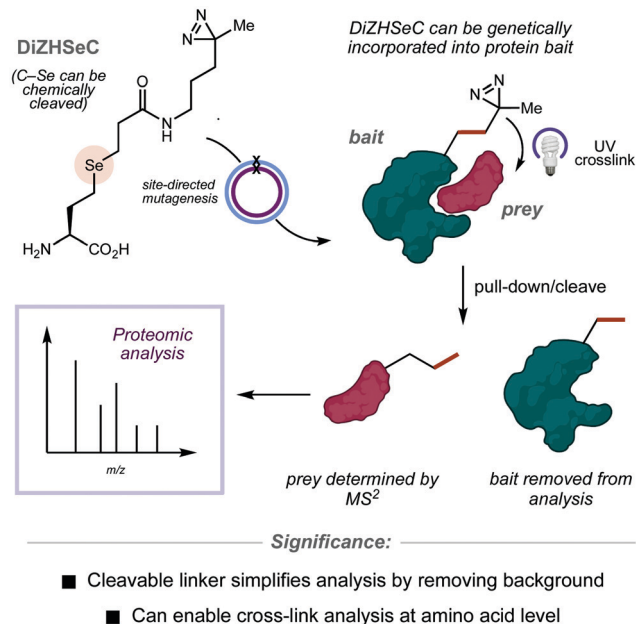 DiZHSeC
(C–Se can be
chemically
cleaved)
N=N
Me
O
N
H
Se
H2N
CO2H
site-directed
mutagenesis
x
x
DiZHSeC can be genetically
incorporated into protein bait
N=N
Me
bait
prey
UV
crosslink
pull-down/cleave
Proteomic
analysis
m/z
prey determined by
MS²
bait removed from
analysis
Significance:
■ Cleavable linker simplifies analysis by removing background
■ Can enable cross-link analysis at amino acid level